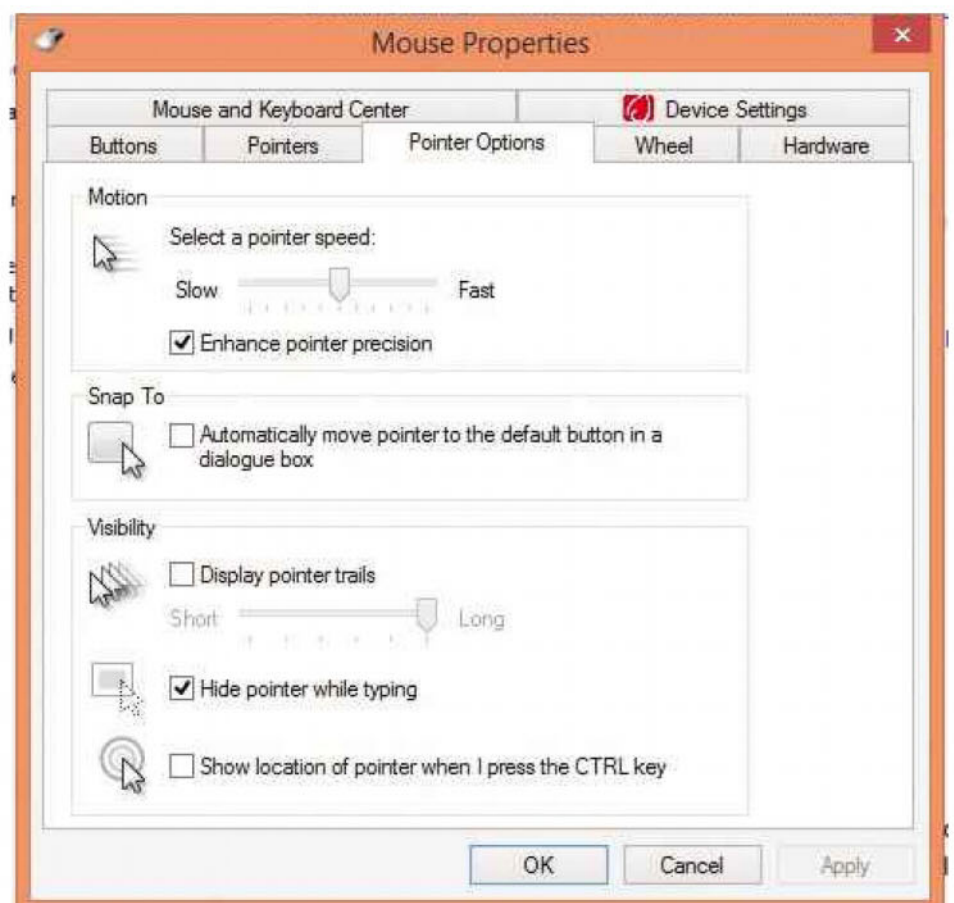 Mouse Properties
Mouse and Keyboard Center
Device Settings
Buttons
Pointers
Pointer Options
Wheel
Hardware
Motion
Select a pointer speed:
Slow
Fast
Enhance pointer precision
Snap To
Automatically move pointer to the default button in a
dialogue box
Visibility
Display pointer trails
Short
Long
Hide pointer while typing
Show location of pointer when I press the CTRL key
OK
Cancel
Apply